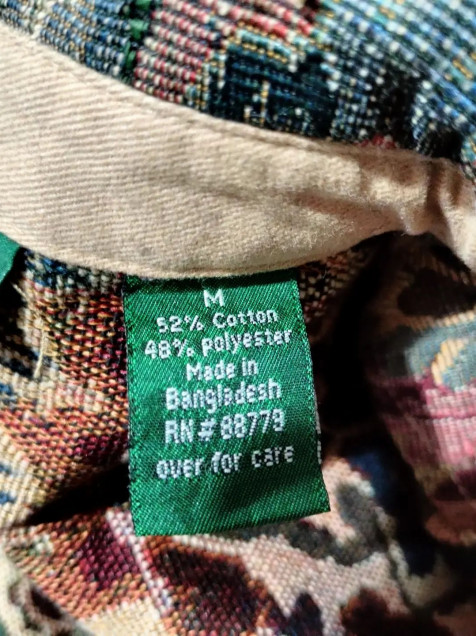 M
52% Cotton
48% Polyester
Made in
Bangladesh
RN#88779
over for care